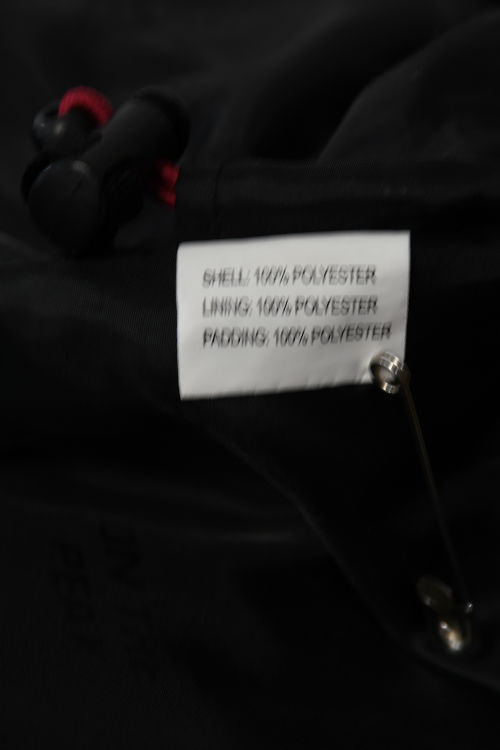 SHELL: 100% POLYESTER
LINING: 100% POLYESTER
PADDING: 100% POLYESTER